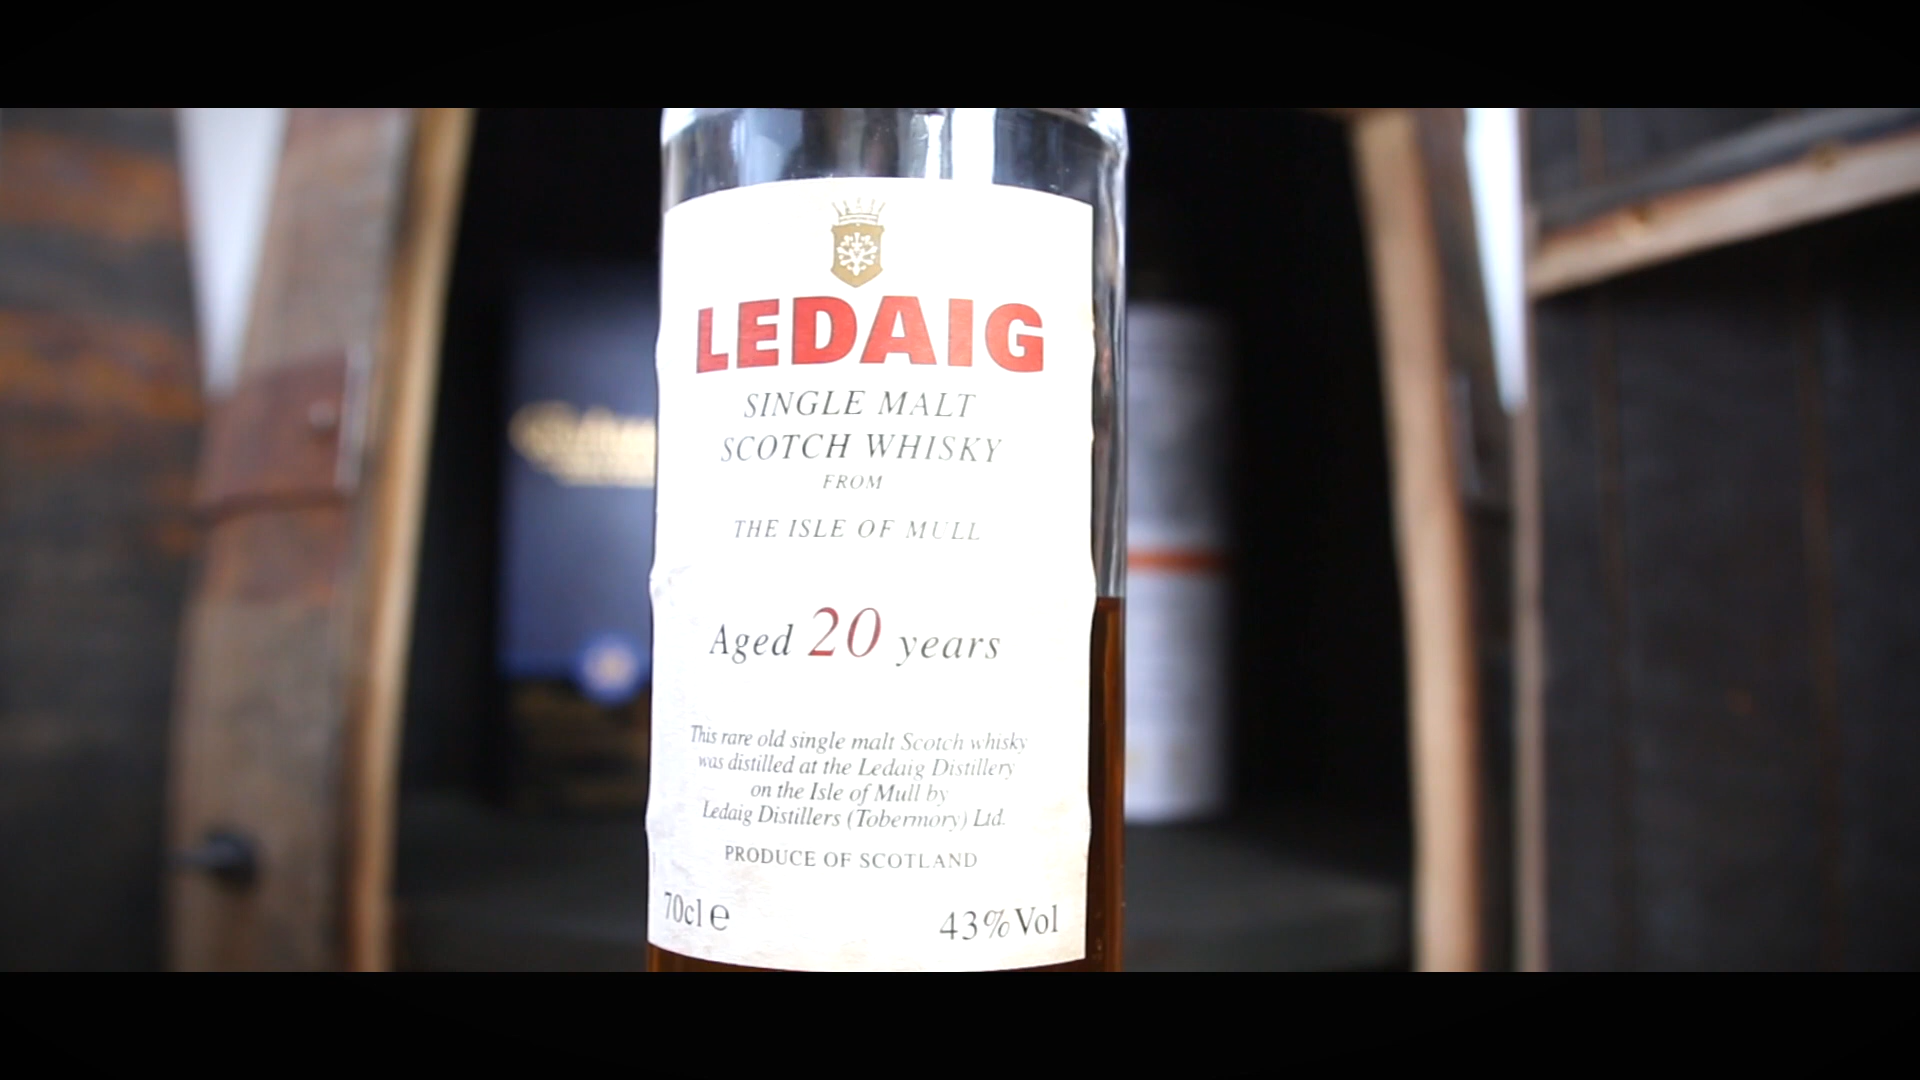 LEDAIG
SINGLE MALT
SCOTCH WHISKY
FROM
THE ISLE OF MULL
Aged 20 years
This rare old single malt Scotch whisky
was distilled at the Ledaig Distillery
on the Isle of Mull by
Ledaig Distillers (Tobermory) Ltd.
PRODUCE OF SCOTLAND
70cl e
43%Vol